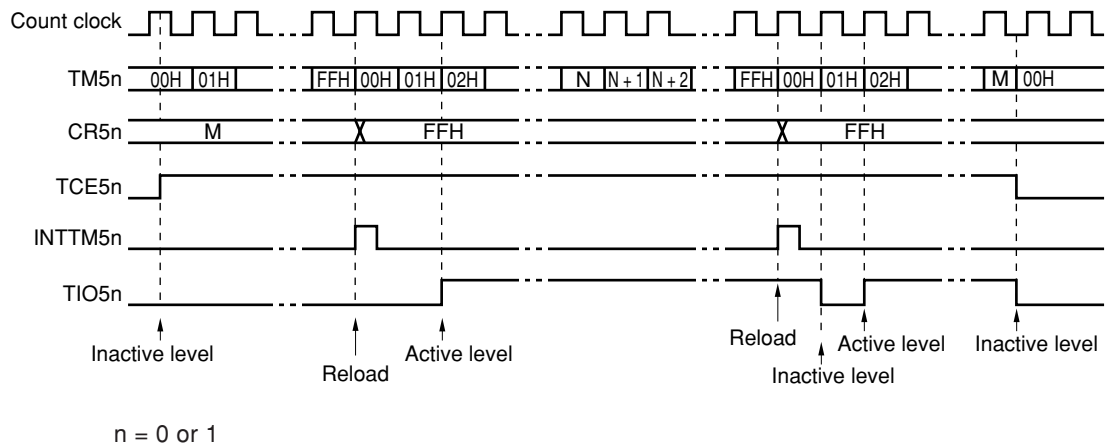 Count clock
TM5n 00H 01H FFH 00H 01H 02H N N + 1 N + 2 FFH 00H 01H 02H M 00H
CR5n M FFH FFH
TCE5n
INTTM5n
TIO5n
Inactive level Reload Active level Reload Inactive level Active level Inactive level
n = 0 or 1